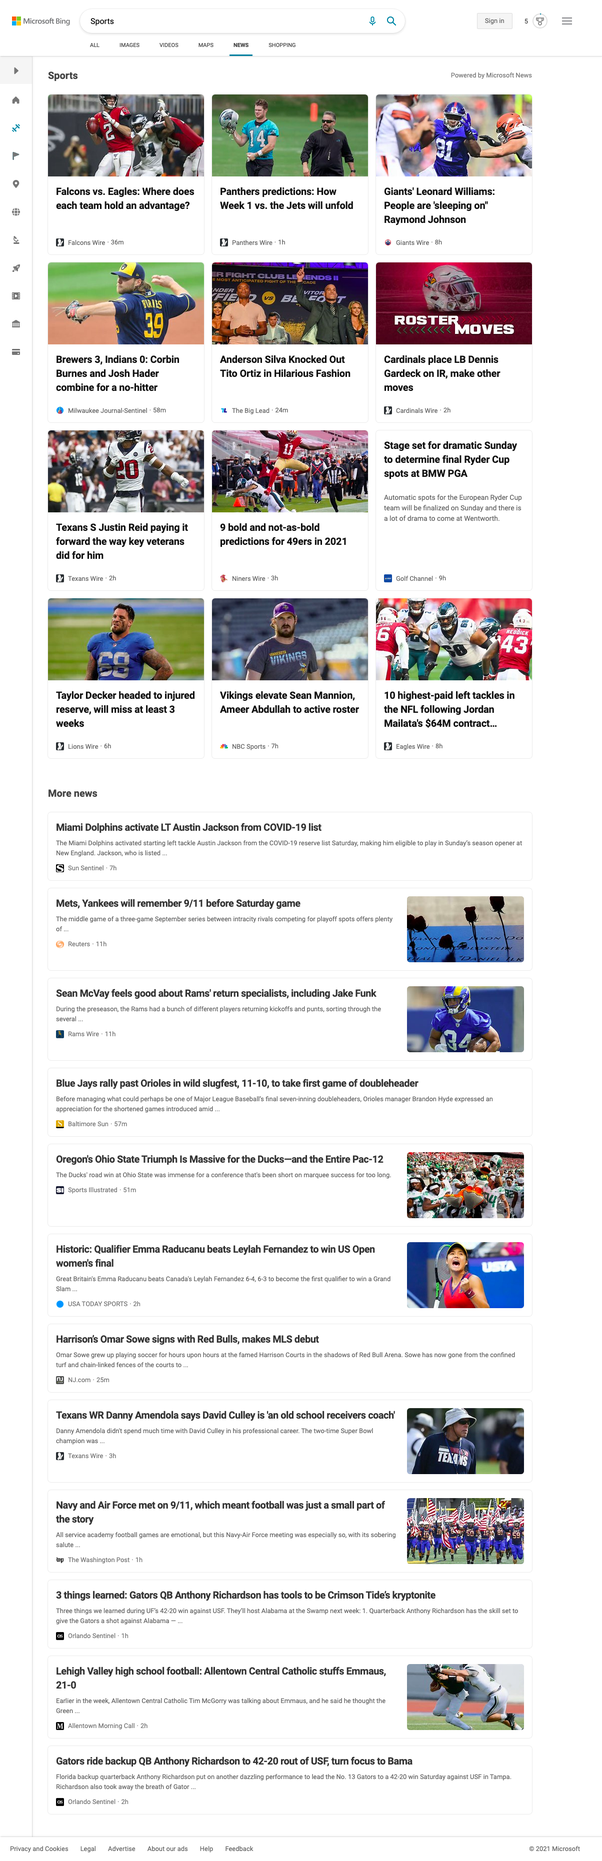 Microsoft Bing
Sports
Sign in
5
ALL
IMAGES
VIDEOS
MAPS
NEWS
SHOPPING
Sports
Powered by Microsoft News
Falcons vs. Eagles: Where does
each team hold an advantage?
Falcons Wire · 36m
Panthers predictions: How
Week 1 vs. the Jets will unfold
Panthers Wire · 1h
Giants' Leonard Williams:
People are 'sleeping on'
Raymond Johnson
Giants Wire · 8h
Brewers 3, Indians 0: Corbin
Burnes and Josh Hader
combine for a no-hitter
Milwaukee Journal-Sentinel · 58m
Anderson Silva Knocked Out
Tito Ortiz in Hilarious Fashion
The Big Lead · 24m
ROSTER
MOVES
Cardinals place LB Dennis
Gardeck on IR, make other
moves
Cardinals Wire · 2h
Texans S Justin Reid paying it
forward the way key veterans
did for him
Texans Wire · 2h
9 bold and not-as-bold
predictions for 49ers in 2021
Niners Wire · 3h
Stage set for dramatic Sunday
to determine final Ryder Cup
spots at BMW PGA
Automatic spots for the European Ryder Cup
team will be finalized on Sunday and there is
a lot of drama to come at Wentworth.
Golf Channel · 9h
Taylor Decker headed to injured
reserve, will miss at least 3
weeks
Lions Wire · 6h
VIKINGS
Vikings elevate Sean Mannion,
Ameer Abdullah to active roster
NBC Sports · 7h
10 highest-paid left tackles in
the NFL following Jordan
Mailata's $64M contract...
Eagles Wire · 8h
More news
Miami Dolphins activate LT Austin Jackson from COVID-19 list
The Miami Dolphins activated starting left tackle Austin Jackson from the COVID-19 reserve list Saturday, making him eligible to play in Sunday's season opener at
New England. Jackson, who is listed ...
Sun Sentinel · 7h
Mets, Yankees will remember 9/11 before Saturday game
The middle game of a three-game September series between intracity rivals competing for playoff spots offers plenty
of ...
Reuters · 11h
Sean McVay feels good about Rams' return specialists, including Jake Funk
During the preseason, the Rams had a bunch of different players returning kickoffs and punts, sorting through the
several ...
Rams Wire · 11h
34
Blue Jays rally past Orioles in wild slugfest, 11-10, to take first game of doubleheader
Before managing what could perhaps be one of Major League Baseball's final seven-inning doubleheaders, Orioles manager Brandon Hyde expressed an
appreciation for the shortened games introduced amid ...
Baltimore Sun · 57m
Oregon's Ohio State Triumph Is Massive for the Ducks—and the Entire Pac-12
The Ducks' road win at Ohio State was immense for a conference that's been short on marquee success for too long.
Sports Illustrated · 51m
Historic: Qualifier Emma Raducanu beats Leylah Fernandez to win US Open
women's final
Great Britain's Emma Raducanu beats Canada's Leylah Fernandez 6-4, 6-3 to become the first qualifier to win a Grand
Slam ...
USA TODAY SPORTS · 2h
USTA
Harrison's Omar Sowe signs with Red Bulls, makes MLS debut
Omar Sowe grew up playing soccer for hours upon hours at the famed Harrison Courts in the shadows of Red Bull Arena. Sowe has now gone from the confined
turf and chain-linked fences of the courts to ...
NJ.com · 25m
Texans WR Danny Amendola says David Culley is 'an old school receivers coach'
Danny Amendola didn't spend much time with David Culley in his professional career. The two-time Super Bowl
champion was ...
Texans Wire · 3h
TEXANS
Navy and Air Force met on 9/11, which meant football was just a small part of
the story
All service academy football games are emotional, but this Navy-Air Force meeting was especially so, with its sobering
salute ...
The Washington Post · 1h
3 things learned: Gators QB Anthony Richardson has tools to be Crimson Tide's kryptonite
Three things we learned during UF's 42-20 win against USF. They'll host Alabama at the Swamp next week: 1. Quarterback Anthony Richardson has the skill set to
give the Gators a shot against Alabama — ...
Orlando Sentinel · 1h
Lehigh Valley high school football: Allentown Central Catholic stuffs Emmaus,
21-0
Earlier in the week, Allentown Central Catholic Tim McGorry was talking about Emmaus, and he said he thought the
Green ...
Allentown Morning Call · 2h
Gators ride backup QB Anthony Richardson to 42-20 rout of USF, turn focus to Bama
Florida backup quarterback Anthony Richardson put on another dazzling performance to lead the No. 13 Gators to a 42-20 win Saturday against USF in Tampa.
Richardson also took away the breath of Gator ...
Orlando Sentinel · 2h
Privacy and Cookies
Legal
Advertise
About our ads
Help
Feedback
© 2021 Microsoft